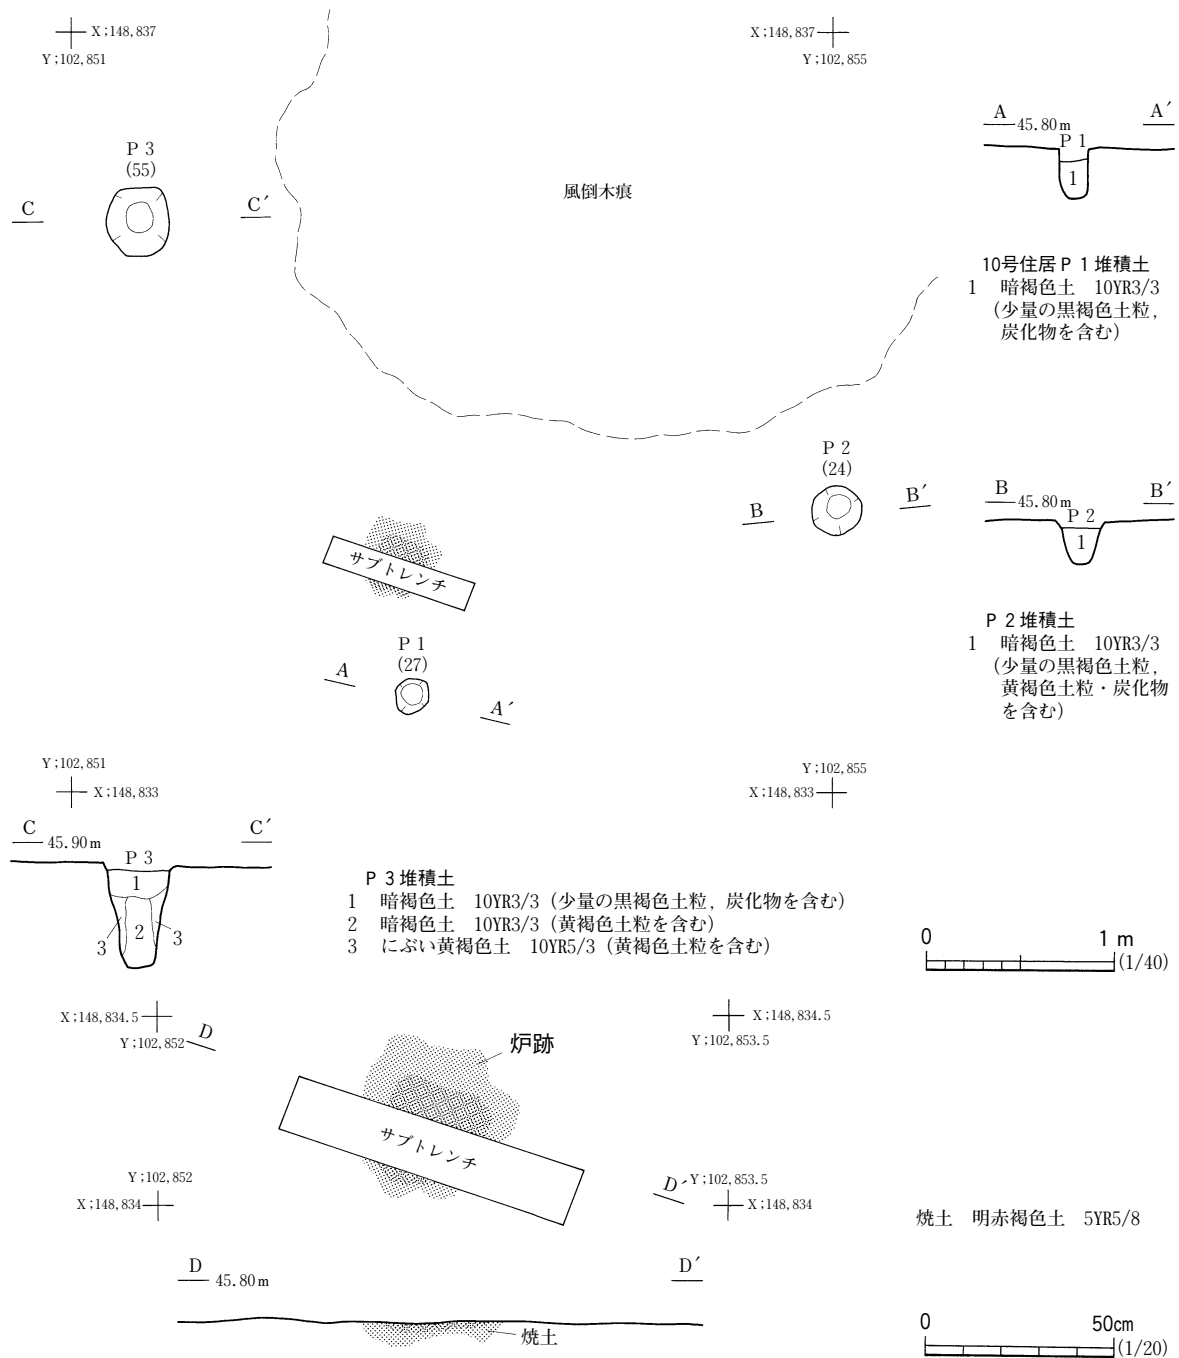 X;148,837
Y;102,851
X;148,837
Y;102,855
P 3
(55)
C
C′
風倒木痕
A
45.80m
A′
P 1
1
10号住居P 1堆積土
1 暗褐色土 10YR3/3
(少量の黒褐色土粒,
炭化物を含む)
P 2
(24)
B
B′
B
45.80m
B′
P 2
1
サブトレンチ
P 2堆積土
1 暗褐色土 10YR3/3
(少量の黒褐色土粒,
黄褐色土粒・炭化物
を含む)
P 1
(27)
A
A′
Y;102,851
X;148,833
Y;102,855
X;148,833
C
45.90m
C′
P 3
1
2
3
3
P 3堆積土
1 暗褐色土 10YR3/3(少量の黒褐色土粒, 炭化物を含む)
2 暗褐色土 10YR3/3(黄褐色土粒を含む)
3 にぶい黄褐色土 10YR5/3(黄褐色土粒を含む)
0 1 m
(1/40)
X;148,834.5
Y;102,852
D
炉跡
X;148,834.5
Y;102,853.5
サブトレンチ
Y;102,852
X;148,834
D′
Y;102,853.5
X;148,834
焼土 明赤褐色土 5YR5/8
D
45.80m
D′
焼土
0 50cm
(1/20)